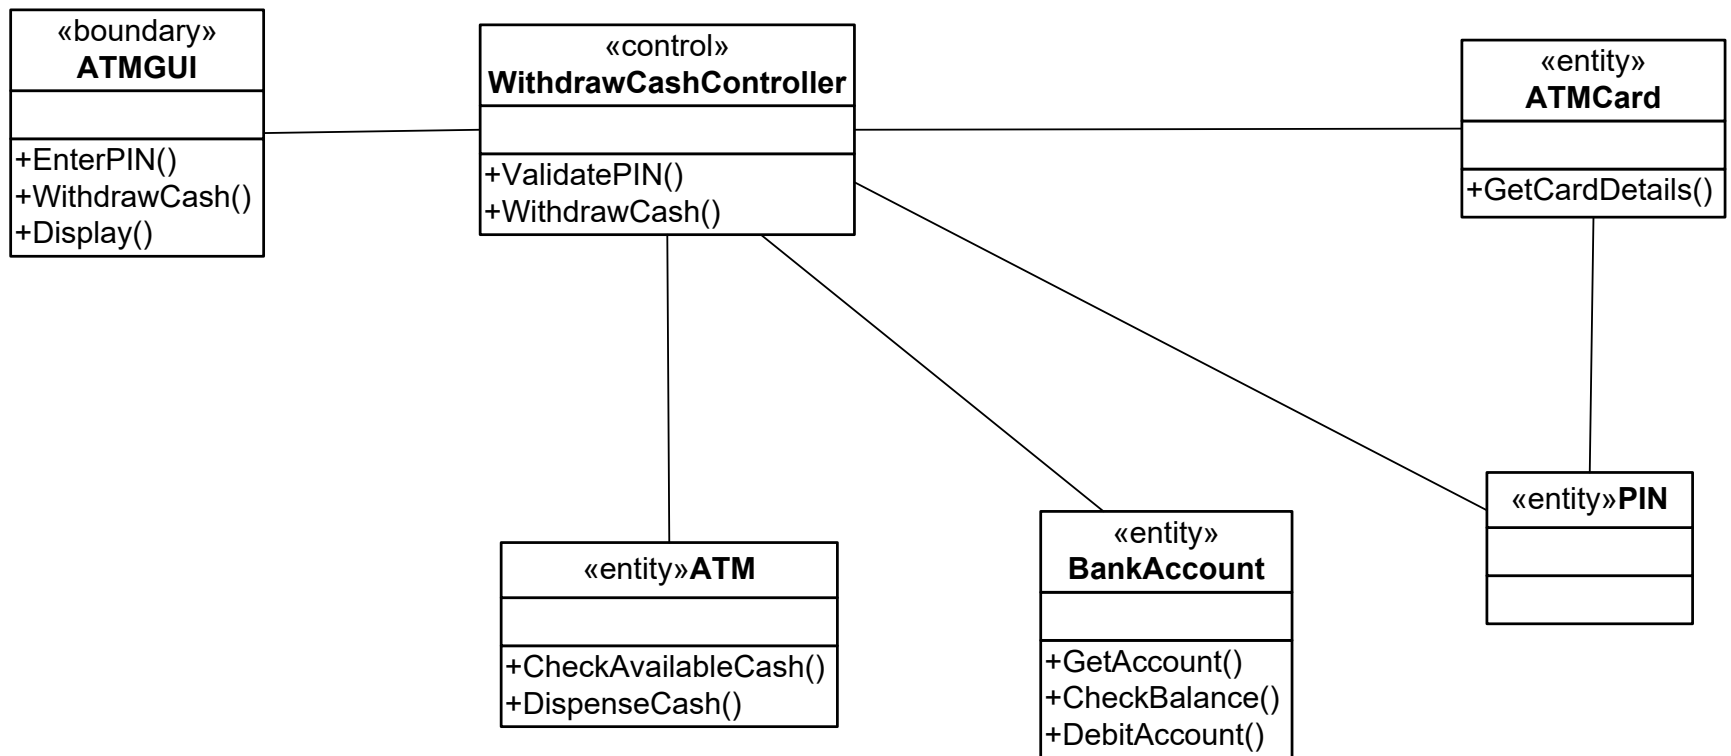 «boundary»
ATMGUI
+EnterPIN()
+WithdrawCash()
+Display()
«control»
WithdrawCashController
+ValidatePIN()
+WithdrawCash()
«entity»
ATMCard
+GetCardDetails()
«entity»ATM
+CheckAvailableCash()
+DispenseCash()
«entity»
BankAccount
+GetAccount()
+CheckBalance()
+DebitAccount()
«entity»PIN